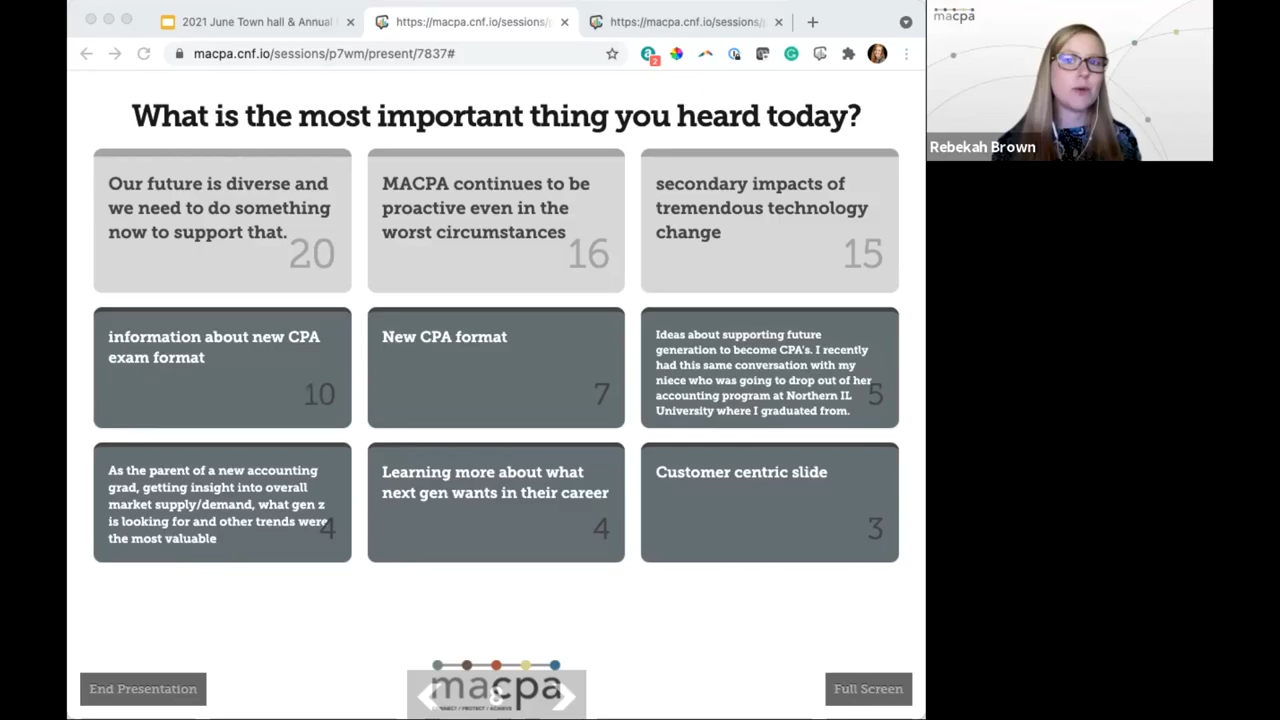 2021 June Town hall & Annual
https://macpa.cnf.io/sessions/p
https://macpa.cnf.io/sessions/p7
macpa.cnf.io/sessions/p7wm/present/7837#
2
macpa
Rebekah Brown
What is the most important thing you heard today?
Our future is diverse and
we need to do something
now to support that.
20
MACPA continues to be
proactive even in the
worst circumstances
16
secondary impacts of
tremendous technology
change
15
information about new CPA
exam format
10
New CPA format
7
Ideas about supporting future
generation to become CPA's. I recently
had this same conversation with my
niece who was going to drop out of her
accounting program at Northern IL
University where I graduated from.
5
As the parent of a new accounting
grad, getting insight into overall
market supply/demand, what gen z
is looking for and other trends were
the most valuable
4
Learning more about what
next gen wants in their career
4
Customer centric slide
3
End Presentation
macpa
8
CONNECT / PROTECT / ACHIEVE
Full Screen